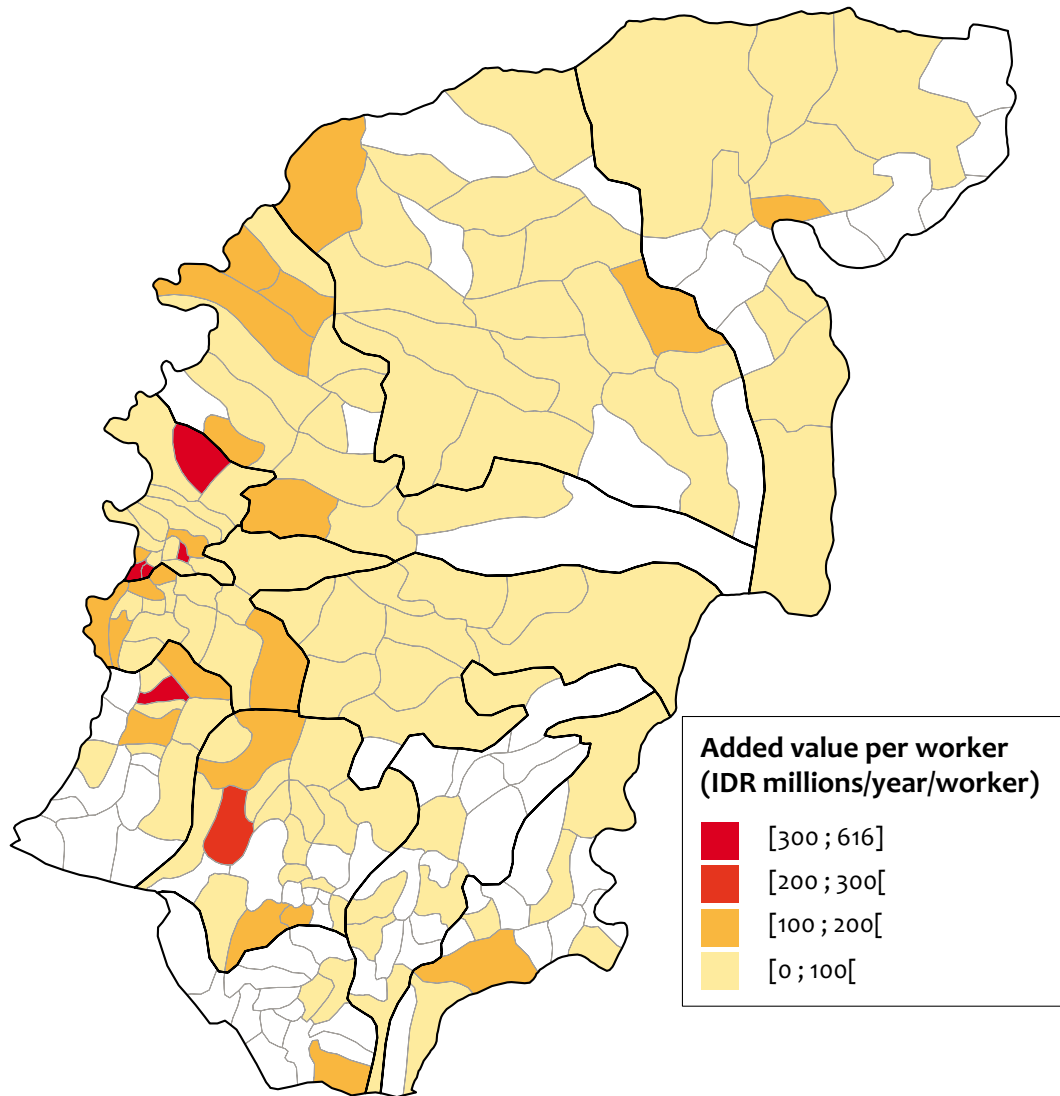 Added value per worker
(IDR millions/year/worker)
[300 ; 616]
[200 ; 300[
[100 ; 200[
[0 ; 100[